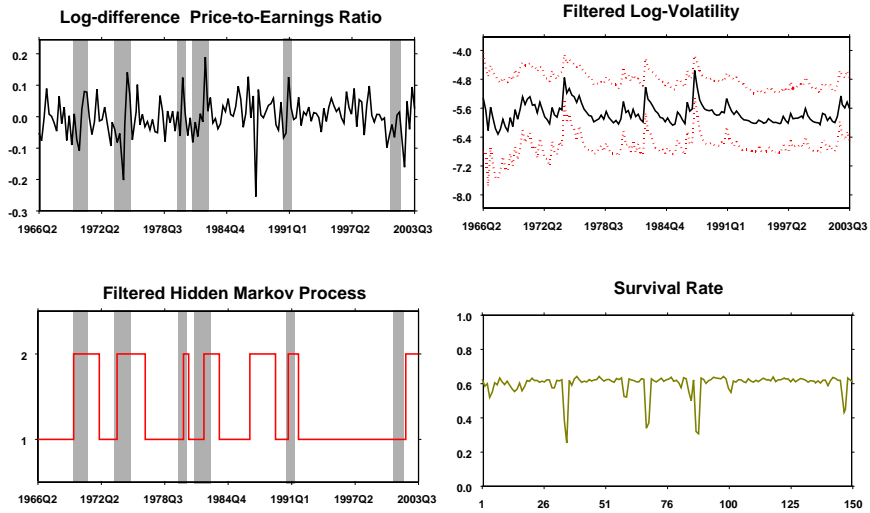 Log-difference Price-to-Earnings Ratio
0.2
0.1
0.0
-0.1
-0.2
-0.3
1966Q2 1972Q2 1978Q3 1984Q4 1991Q1 1997Q2 2003Q3
Filtered Log-Volatility
-4.0
-4.8
-5.6
-6.4
-7.2
-8.0
1966Q2 1972Q2 1978Q3 1984Q4 1991Q1 1997Q2 2003Q3
Filtered Hidden Markov Process
2
1
1966Q2 1972Q2 1978Q3 1984Q4 1991Q1 1997Q2 2003Q3
Survival Rate
1.0
0.8
0.6
0.4
0.2
0.0
1 26 51 76 100 125 150